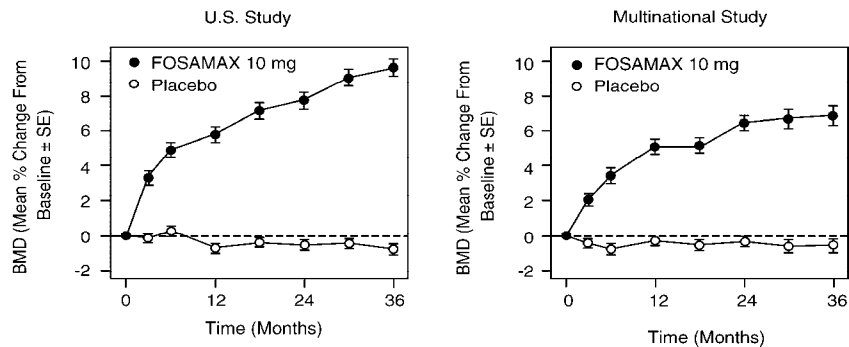 U.S. Study
BMD (Mean % Change From
Baseline ± SE)
10
8
6
4
2
0
-2
FOSAMAX 10 mg
Placebo
0
12
24
36
Time (Months)
Multinational Study
BMD (Mean % Change From
Baseline ± SE)
10
8
6
4
2
0
-2
FOSAMAX 10 mg
Placebo
0
12
24
36
Time (Months)